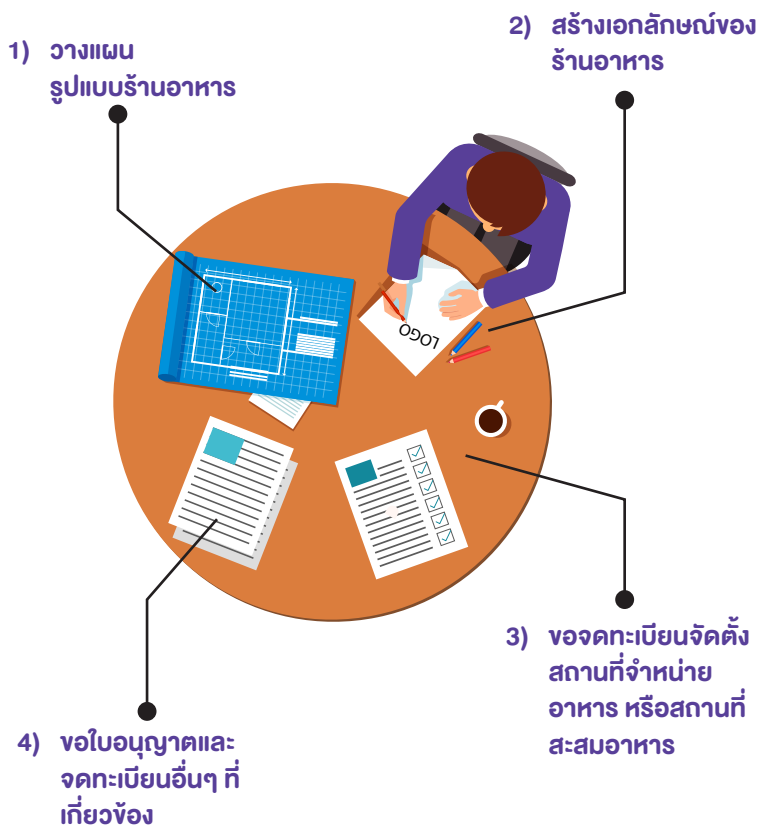 1) วางแผน
รูปแบบร้านอาหาร
2) สร้างเอกลักษณ์ของ
ร้านอาหาร
LOGO
3) ขอจดทะเบียนจัดตั้ง
สถานที่จำหน่าย
อาหาร หรือสถานที่
สะสมอาหาร
4) ขอใบอนุญาตและ
จดทะเบียนอื่นๆ ที่
เกี่ยวข้อง